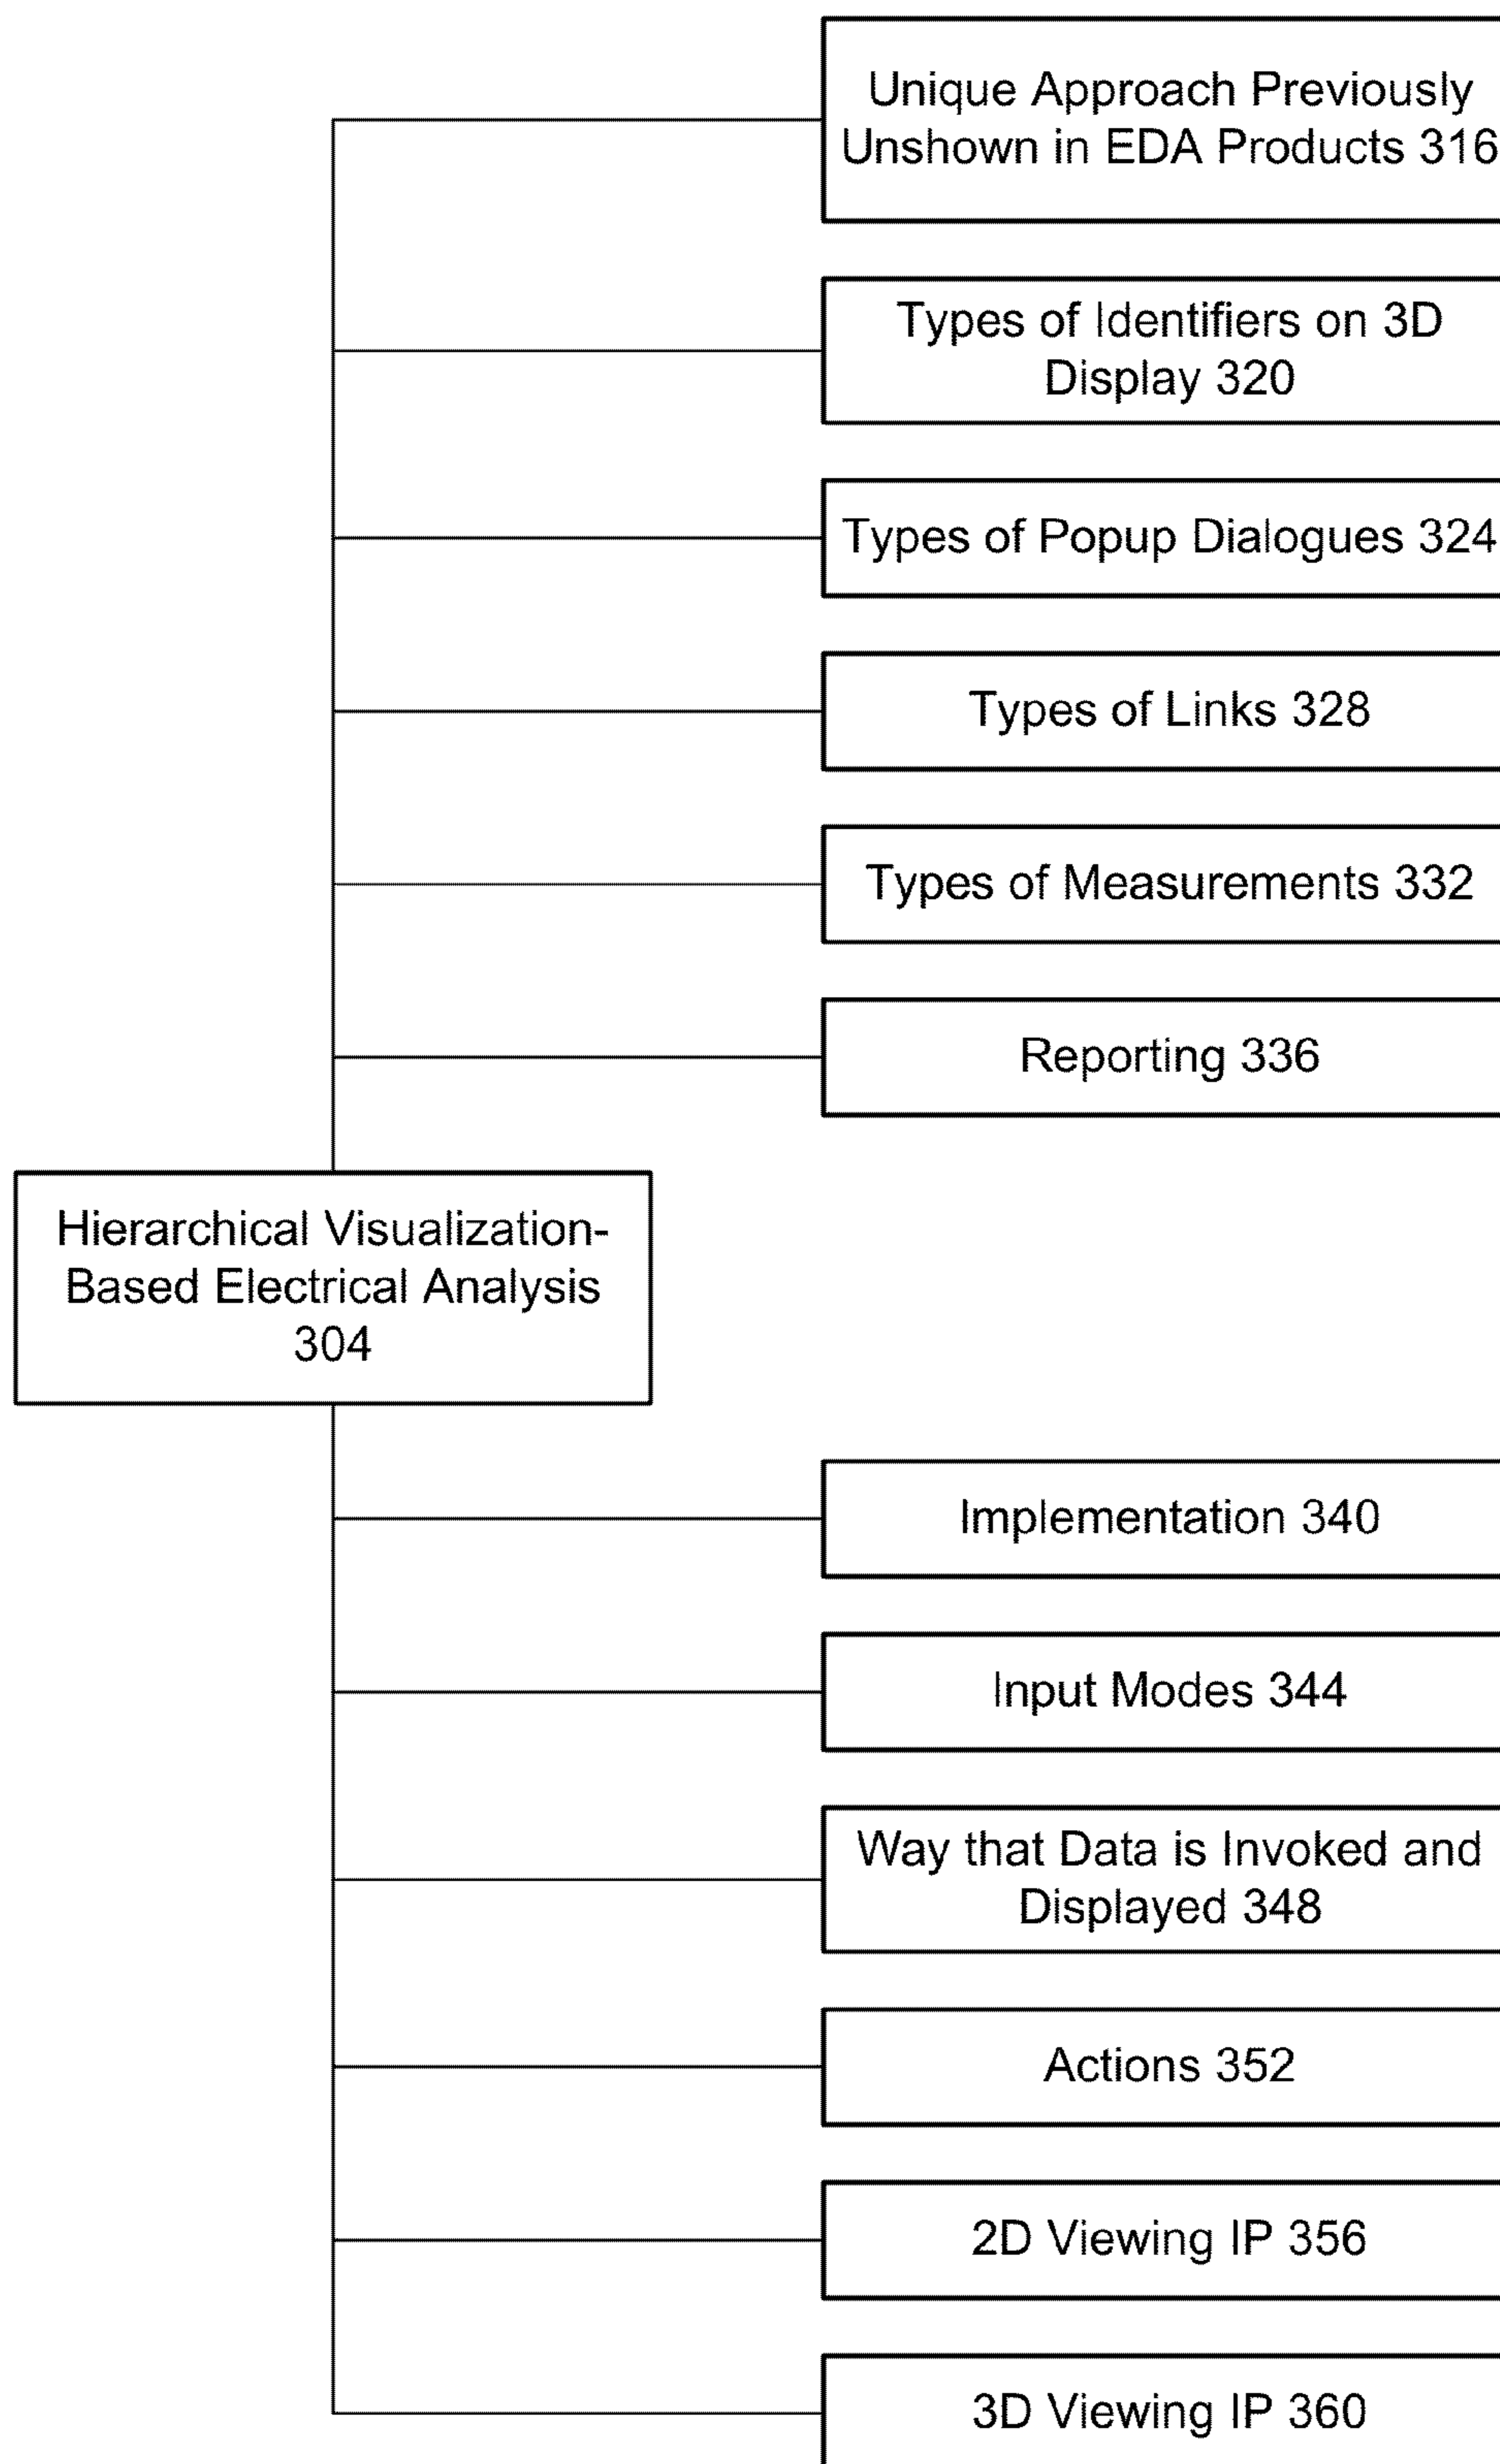 Unique Approach Previously
Unshown in EDA Products 316
Types of Identifiers on 3D
Display 320
Types of Popup Dialogues 324
Types of Links 328
Types of Measurements 332
Reporting 336
Hierarchical Visualization-
Based Electrical Analysis
304
Implementation 340
Input Modes 344
Way that Data is Invoked and
Displayed 348
Actions 352
2D Viewing IP 356
3D Viewing IP 360